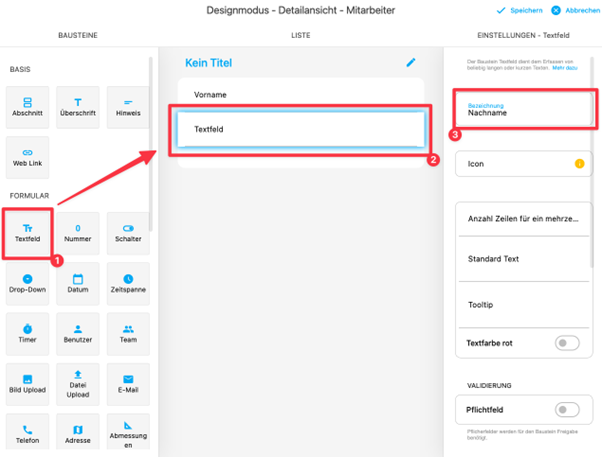 Designmodus - Detailansicht - Mitarbeiter
Speichern
Abbrechen
BAUSTEINE
LISTE
EINSTELLUNGEN - Textfeld
BASIS
Abschnitt
Überschrift
Hinweis
Web Link
FORMULAR
Textfeld
1
0
Nummer
Schalter
Drop-Down
Datum
Zeitspanne
Timer
Benutzer
Team
Bild Upload
Datei
Upload
E-Mail
Telefon
Adresse
Abmessung
en
Kein Titel
Vorname
Textfeld
2
Der Baustein Textfeld dient dem Erfassen von
beliebig langen oder kurzen Texten. Mehr dazu
Bezeichnung
Nachname
3
Icon
Anzahl Zeilen für ein mehrze...
Standard Text
Tooltip
Textfarbe rot
VALIDIERUNG
Pflichtfeld
Pflichtfelder werden für den Baustein Freigabe
benötigt.